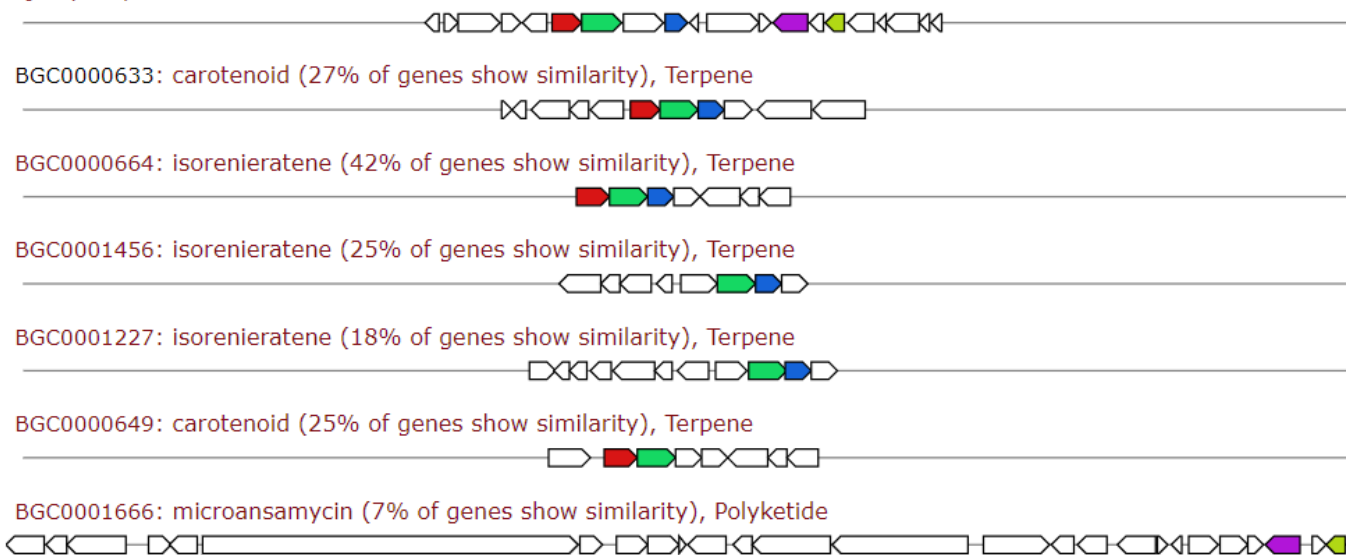 BGC0000633: carotenoid (27% of genes show similarity), Terpene
BGC0000664: isorenieratene (42% of genes show similarity), Terpene
BGC0001456: isorenieratene (25% of genes show similarity), Terpene
BGC0001227: isorenieratene (18% of genes show similarity), Terpene
BGC0000649: carotenoid (25% of genes show similarity), Terpene
BGC0001666: microansamycin (7% of genes show similarity), Polyketide